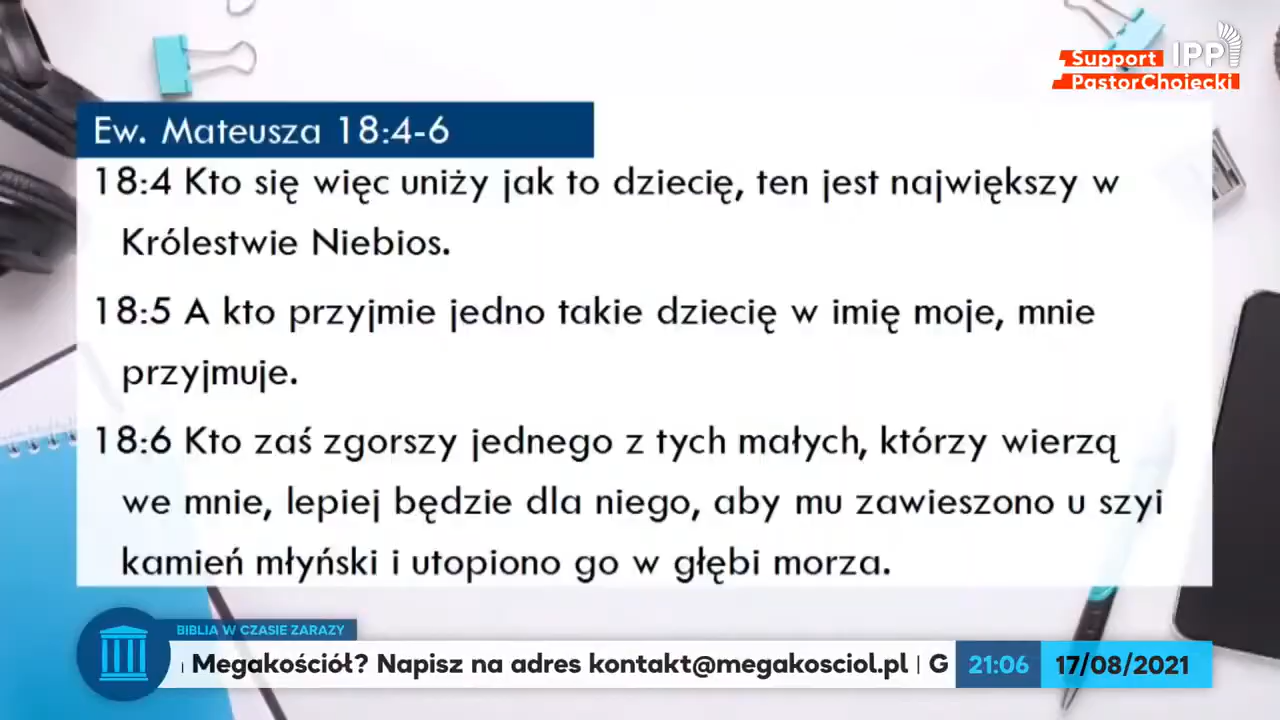 Support IPP
PastorChojecki
Ew. Mateusza 18:4-6
18:4 Kto się więc uniży jak to dziecię, ten jest największy w
Królestwie Niebios.
18:5 A kto przyjmie jedno takie dziecię w imię moje, mnie
przyjmuje.
18:6 Kto zaś zgorszy jednego z tych małych, którzy wierzą
we mnie, lepiej będzie dla niego, aby mu zawieszono u szyi
kamień młyński i utopiono go w głębi morza.
BIBLIA W CZASIE ZARAZY
Megakościół? Napisz na adres kontakt@megakosciol.pl | G 21:06 17/08/2021